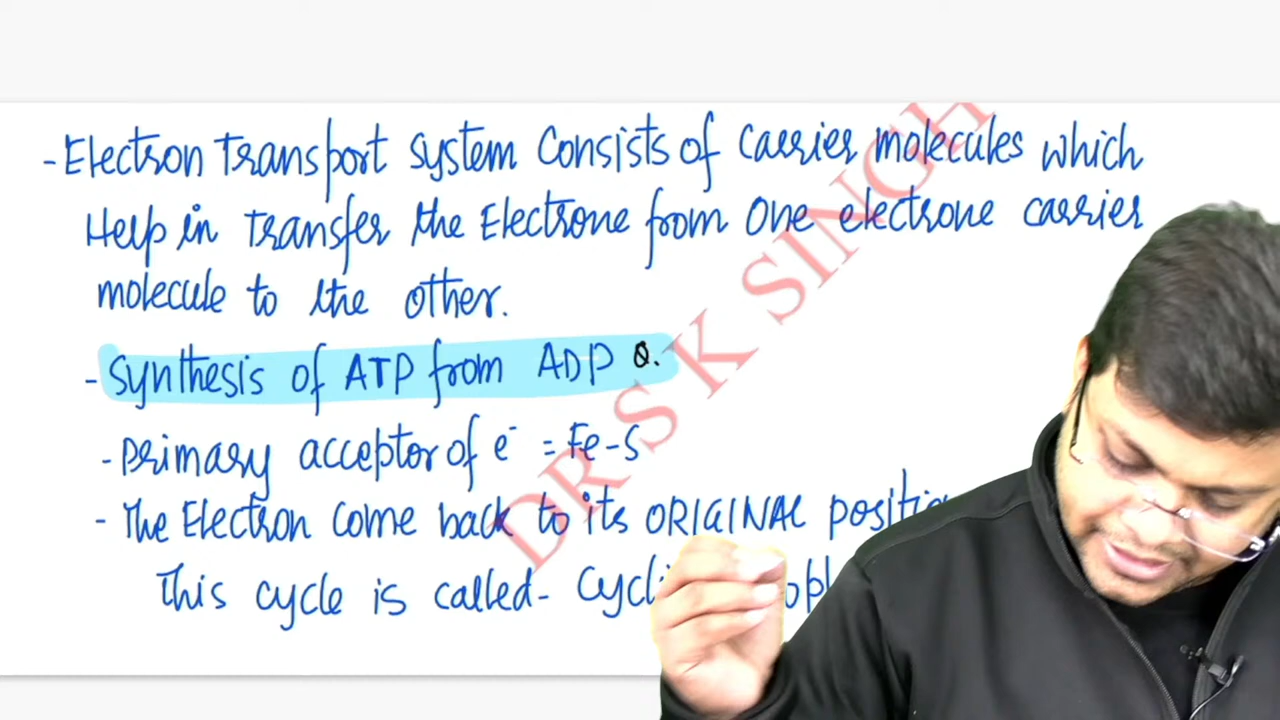 - Electron Transport System Consists of Carrier molecules which
Help in Transfer the Electrone from One electrone carrier
molecule to the other.
- Synthesis of ATP from ADP
- Primary acceptor of e⁻ = Fe-S
- The Electron Come back to its ORIGINAL
This cycle is called-
DR S K SINGH